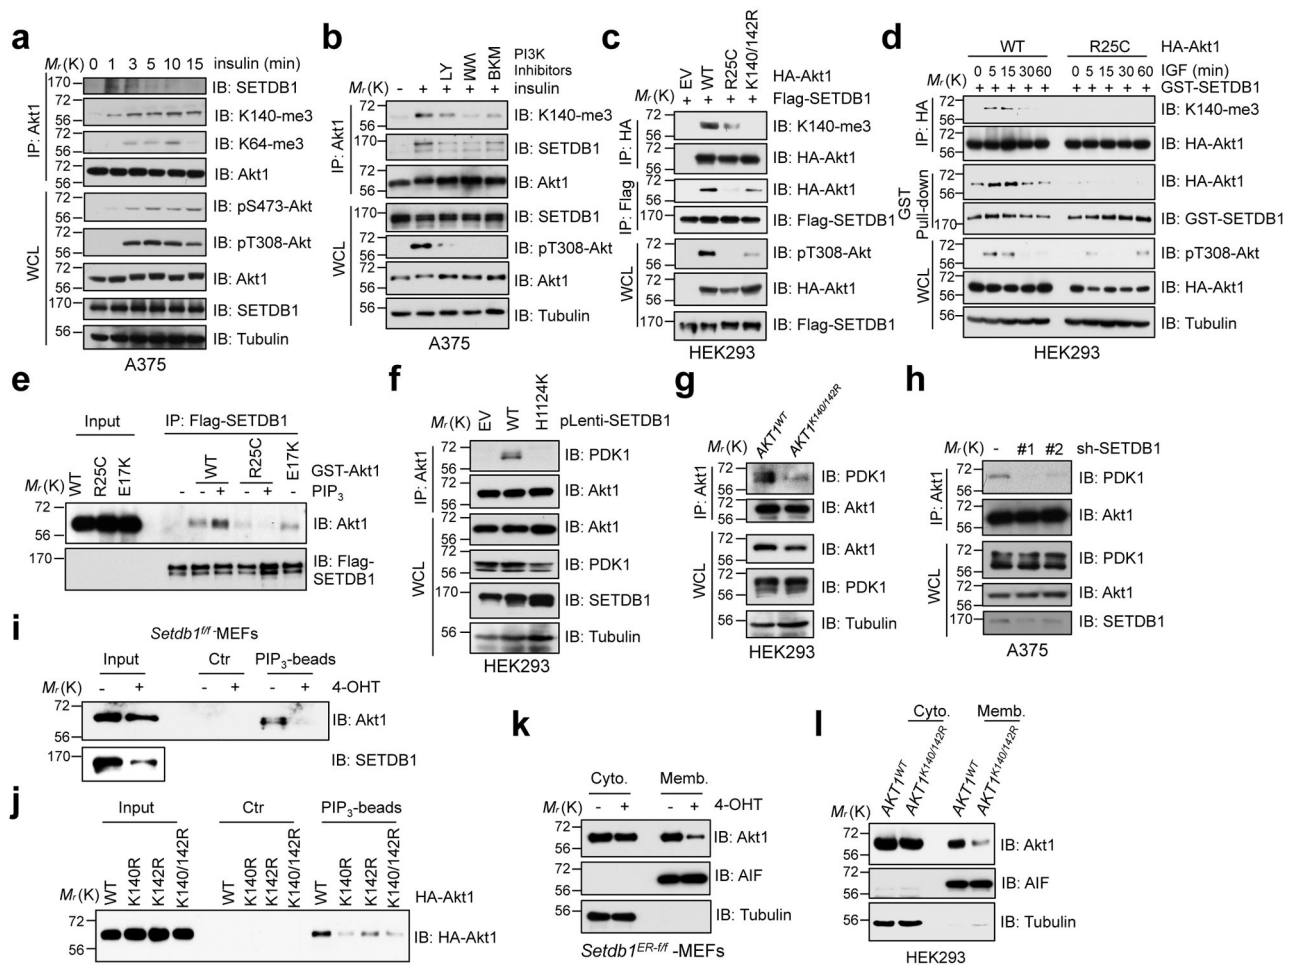 a
Mr (K) 0 1 3 5 10 15 insulin (min)
IP: Akt1
170 IB: SETDB1
72
56 IB: K140-me3
72
56 IB: K64-me3
72
56 IB: Akt1
WCL
72
56 IB: pS473-Akt
72
56 IB: pT308-Akt
72
56 IB: Akt1
170 IB: SETDB1
56 IB: Tubulin
A375
b
LY WM BKM PI3K
Inhibitors
Mr (K) - + + + + insulin
IP: Akt1
72
56 IB: K140-me3
170 IB: SETDB1
72
56 IB: Akt1
WCL
170 IB: SETDB1
72
56 IB: pT308-Akt
72
56 IB: Akt1
56 IB: Tubulin
A375
c
EV WT R25C K140/142R HA-Akt1
Mr (K) + + + + Flag-SETDB1
IP: HA
72
56 IB: K140-me3
72
56 IB: HA-Akt1
IP: Flag
72
56 IB: HA-Akt1
170 IB: Flag-SETDB1
WCL
72
56 IB: pT308-Akt
72
56 IB: HA-Akt1
170 IB: Flag-SETDB1
HEK293
d
WT R25C HA-Akt1
0 5 15 30 60 0 5 15 30 60 IGF (min)
Mr (K) + + + + + + + + + + GST-SETDB1
IP: HA
72
56 IB: K140-me3
72
56 IB: HA-Akt1
GST
Pull-down
72
56 IB: HA-Akt1
170 IB: GST-SETDB1
WCL
72
56 IB: pT308-Akt
72
56 IB: HA-Akt1
56 IB: Tubulin
HEK293
e
Input IP: Flag-SETDB1
WT R25C E17K WT R25C E17K GST-Akt1
Mr (K) - - + - + - PIP3
72
56 IB: Akt1
170 IB: Flag-
SETDB1
f
Mr (K) EV WT H1124K pLenti-SETDB1
IP: Akt1
72
56 IB: PDK1
72
56 IB: Akt1
WCL
72
56 IB: Akt1
72
56 IB: PDK1
170 IB: SETDB1
56 IB: Tubulin
HEK293
g
Mr (K) AKT1WT AKT1K140/142R
IP: Akt1
72
56 IB: PDK1
72
56 IB: Akt1
WCL
72
56 IB: Akt1
72
56 IB: PDK1
56 IB: Tubulin
HEK293
h
Mr (K) - #1 #2 sh-SETDB1
IP: Akt1
72
56 IB: PDK1
72
56 IB: Akt1
WCL
72
56 IB: PDK1
72
56 IB: Akt1
170 IB: SETDB1
A375
i
Setdb1f/f-MEFs
Input Ctr PIP3-beads
Mr (K) - + - + - + 4-OHT
72
56 IB: Akt1
170 IB: SETDB1
j
Input Ctr PIP3-beads
Mr (K) WT K140R K142R K140/142R WT K140R K142R K140/142R WT K140R K142R K140/142R HA-Akt1
72
56 IB: HA-Akt1
k
Cyto. Memb.
Mr (K) - + - + 4-OHT
72
56 IB: Akt1
72
56 IB: AIF
56 IB: Tubulin
Setdb1ER-f/f -MEFs
l
Cyto. Memb.
Mr (K) AKT1WT AKT1K140/142R AKT1WT AKT1K140/142R
72
56 IB: Akt1
72
56 IB: AIF
56 IB: Tubulin
HEK293